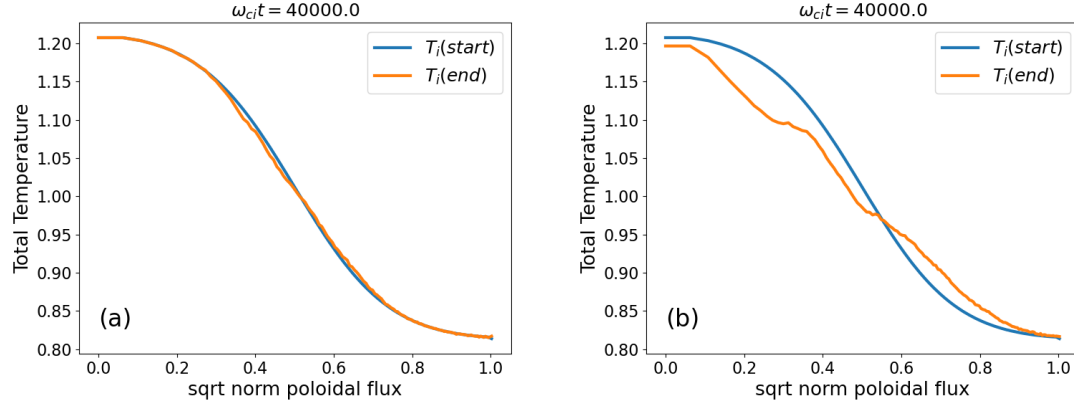 ω_{ci}t = 40000.0
Total Temperature
1.20
1.15
1.10
1.05
1.00
0.95
0.90
0.85
0.80
T_i(start)
T_i(end)
(a)
0.0 0.2 0.4 0.6 0.8 1.0
sqrt norm poloidal flux
ω_{ci}t = 40000.0
Total Temperature
1.20
1.15
1.10
1.05
1.00
0.95
0.90
0.85
0.80
T_i(start)
T_i(end)
(b)
0.0 0.2 0.4 0.6 0.8 1.0
sqrt norm poloidal flux